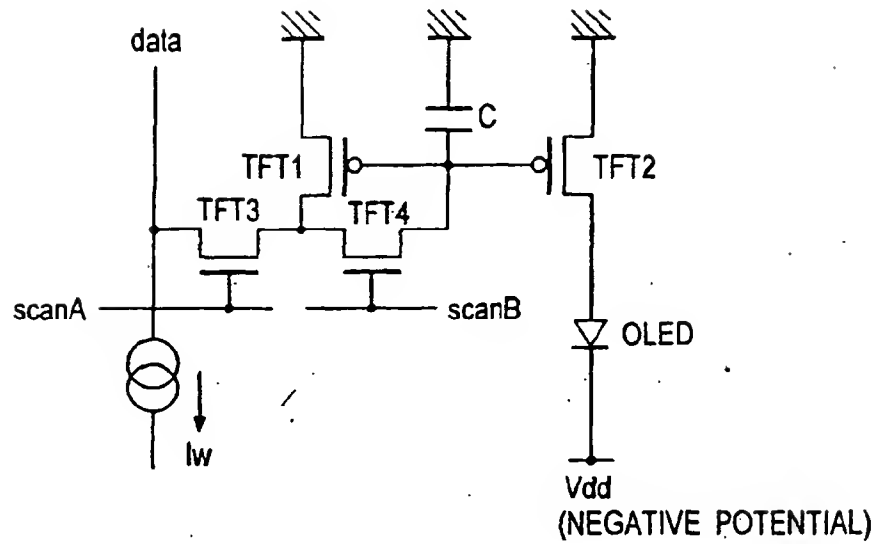 data
C
TFT1
TFT2
TFT3
TFT4
scanA
scanB
OLED
Iw
Vdd
(NEGATIVE POTENTIAL)